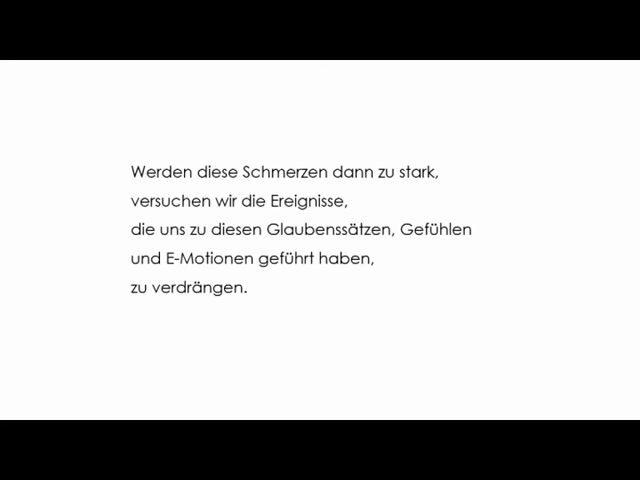 Werden diese Schmerzen dann zu stark,
versuchen wir die Ereignisse,
die uns zu diesen Glaubenssätzen, Gefühlen
und E-Motionen geführt haben,
zu verdrängen.